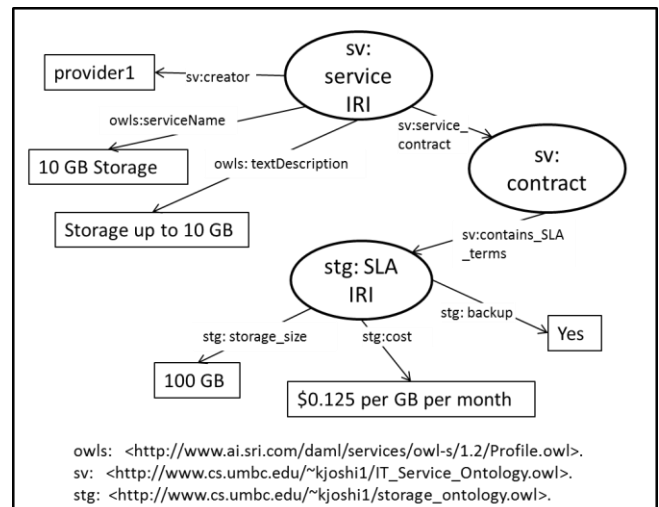 sv:
service
IRI
provider1
sv:creator
owls:serviceName
sv:service_
contract
10 GB Storage
owls: textDescription
sv:
contract
Storage up to 10 GB
sv:contains_SLA
_terms
stg: SLA
IRI
stg: backup
stg: storage_size
stg:cost
Yes
100 GB
$0.125 per GB per month
owls: <http://www.ai.sri.com/daml/services/owl-s/1.2/Profile.owl>.
sv: <http://www.cs.umbc.edu/~kjoshi1/IT_Service_Ontology.owl>.
stg: <http://www.cs.umbc.edu/~kjoshi1/storage_ontology.owl>.